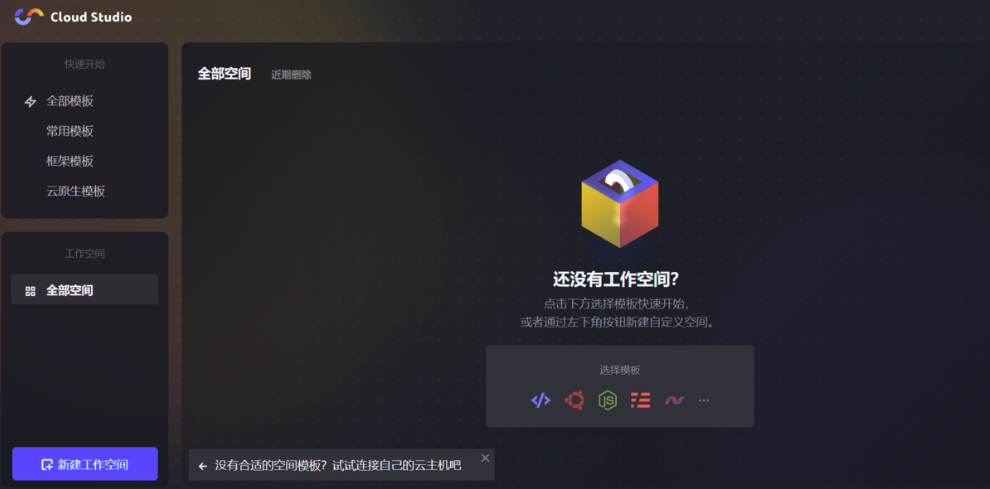 Cloud Studio
快速开始
全部模板
常用模板
框架模板
云原生模板
工作空间
全部空间
新建工作空间
全部空间 近期删除
还没有工作空间?
点击下方选择模板快速开始,
或者通过左下角按钮新建自定义空间。
选择模板
JS
没有合适的空间模板? 试试连接自己的云主机吧